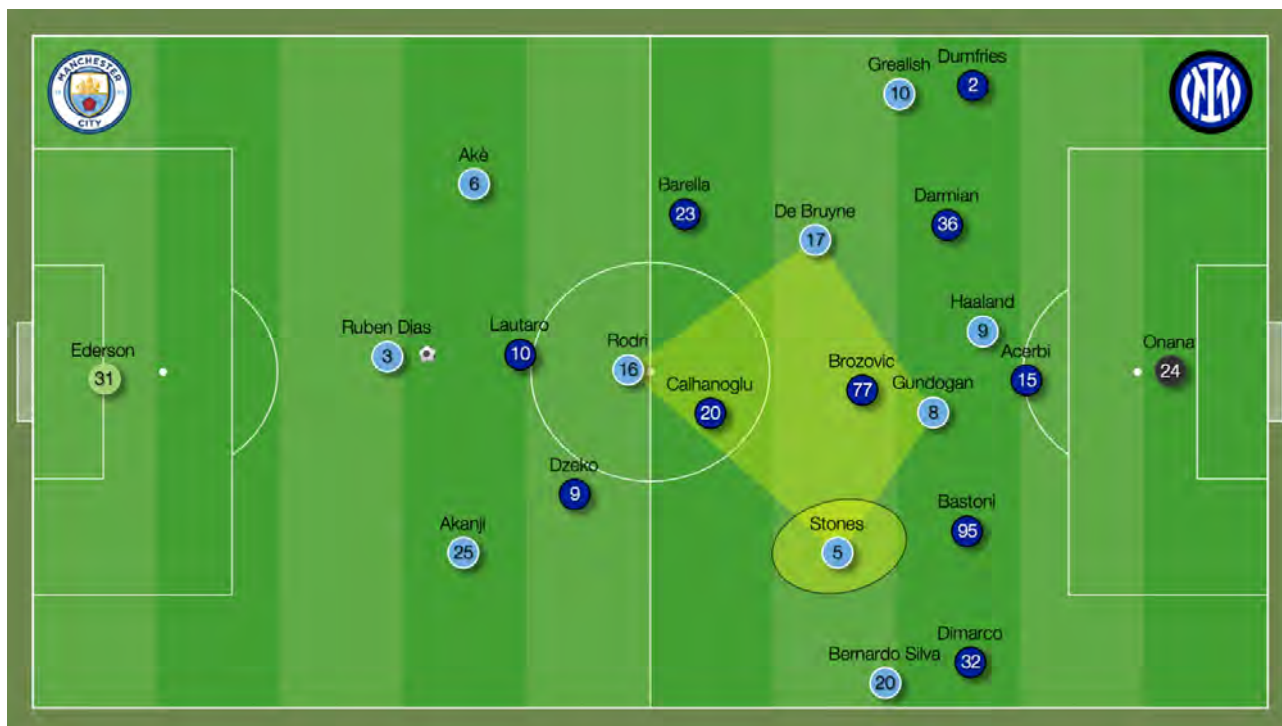 MANCHESTER
CITY
Grealish
10
Dumfries
2
Akè
6
Barella
23
De Bruyne
17
Darmian
36
Haaland
9
Ruben Dias
3
Lautaro
10
Rodri
16
Ederson
31
Calhanoglu
20
Brozovic
77
Gundogan
8
Acerbi
15
Onana
24
Dzeko
9
Akanji
25
Stones
5
Bastoni
95
Bernardo Silva
20
Dimarco
32